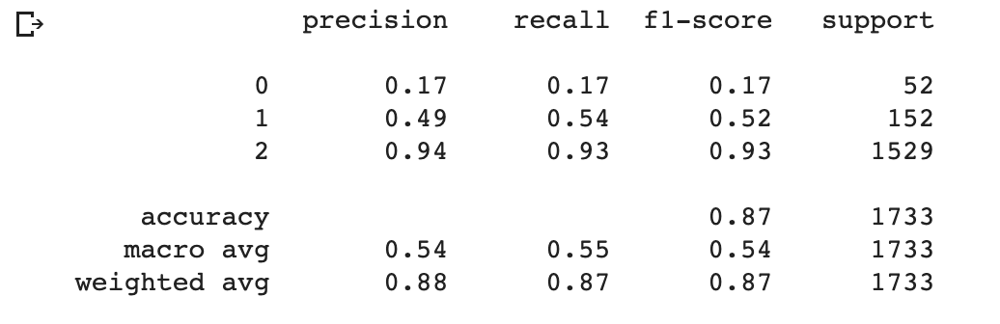 precision recall f1-score support
0 0.17 0.17 0.17 52
1 0.49 0.54 0.52 152
2 0.94 0.93 0.93 1529
accuracy 0.87 1733
macro avg 0.54 0.55 0.54 1733
weighted avg 0.88 0.87 0.87 1733